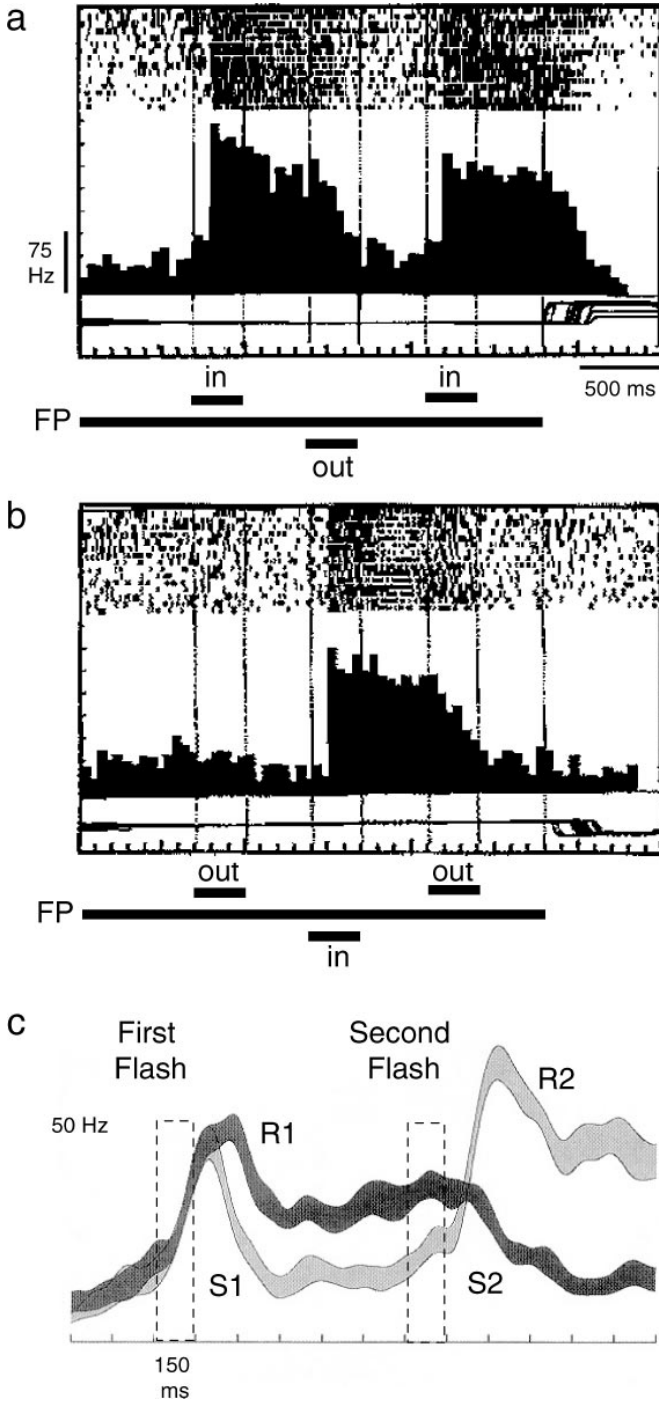 a
75
Hz
in in
500 ms
FP
out
b
out out
FP
in
c
First
Flash
Second
Flash
50 Hz
R1
R2
S1
S2
150
ms